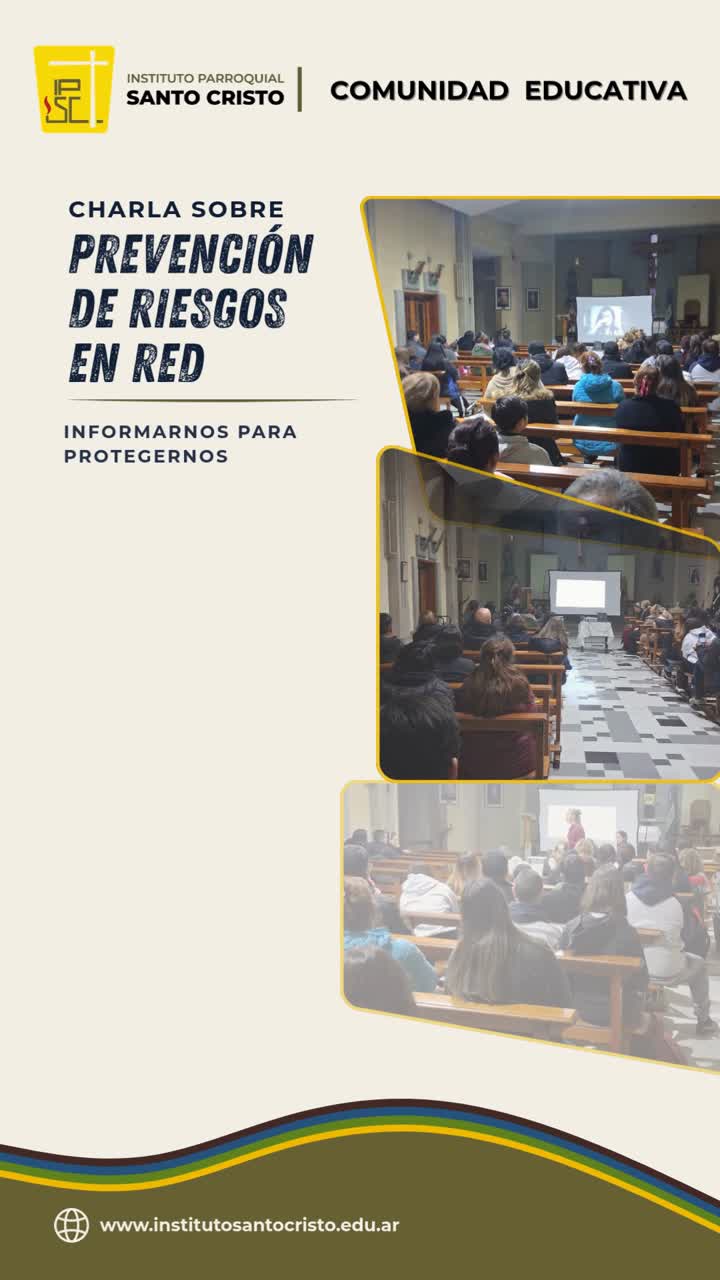 IPSC
INSTITUTO PARROQUIAL
SANTO CRISTO
COMUNIDAD EDUCATIVA
CHARLA SOBRE
PREVENCIÓN
DE RIESGOS
EN RED
INFORMARNOS PARA
PROTEGERNOS
www.institutosantocristo.edu.ar